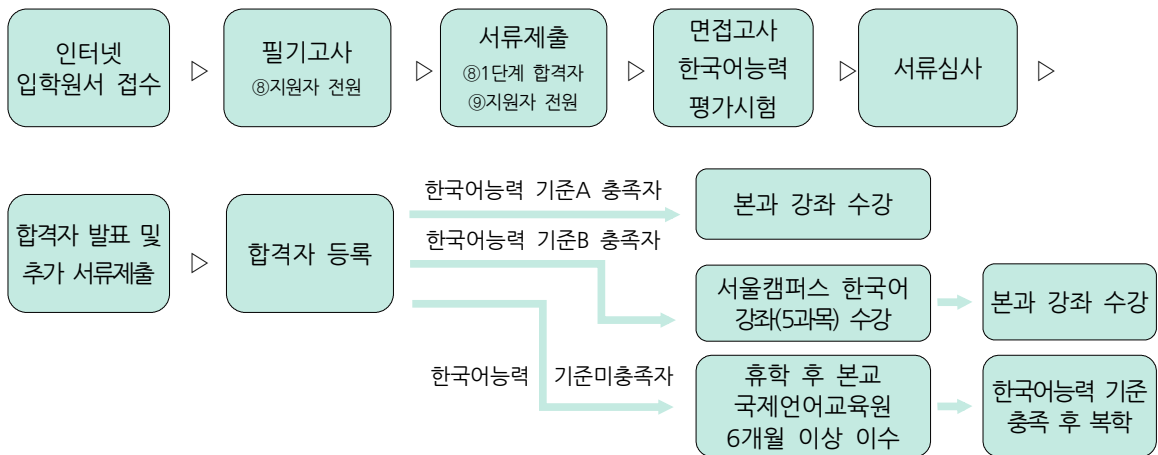 인터넷
입학원서 접수
▷
필기고사
⑧지원자 전원
▷
서류제출
⑧1단계 합격자
⑨지원자 전원
▷
면접고사
한국어능력
평가시험
▷
서류심사
▷
합격자 발표 및
추가 서류제출
▷
합격자 등록
한국어능력 기준A 충족자
본과 강좌 수강
한국어능력 기준B 충족자
서울캠퍼스 한국어
강좌(5과목) 수강
본과 강좌 수강
한국어능력 기준미충족자
휴학 후 본교
국제언어교육원
6개월 이상 이수
한국어능력 기준
충족 후 복학